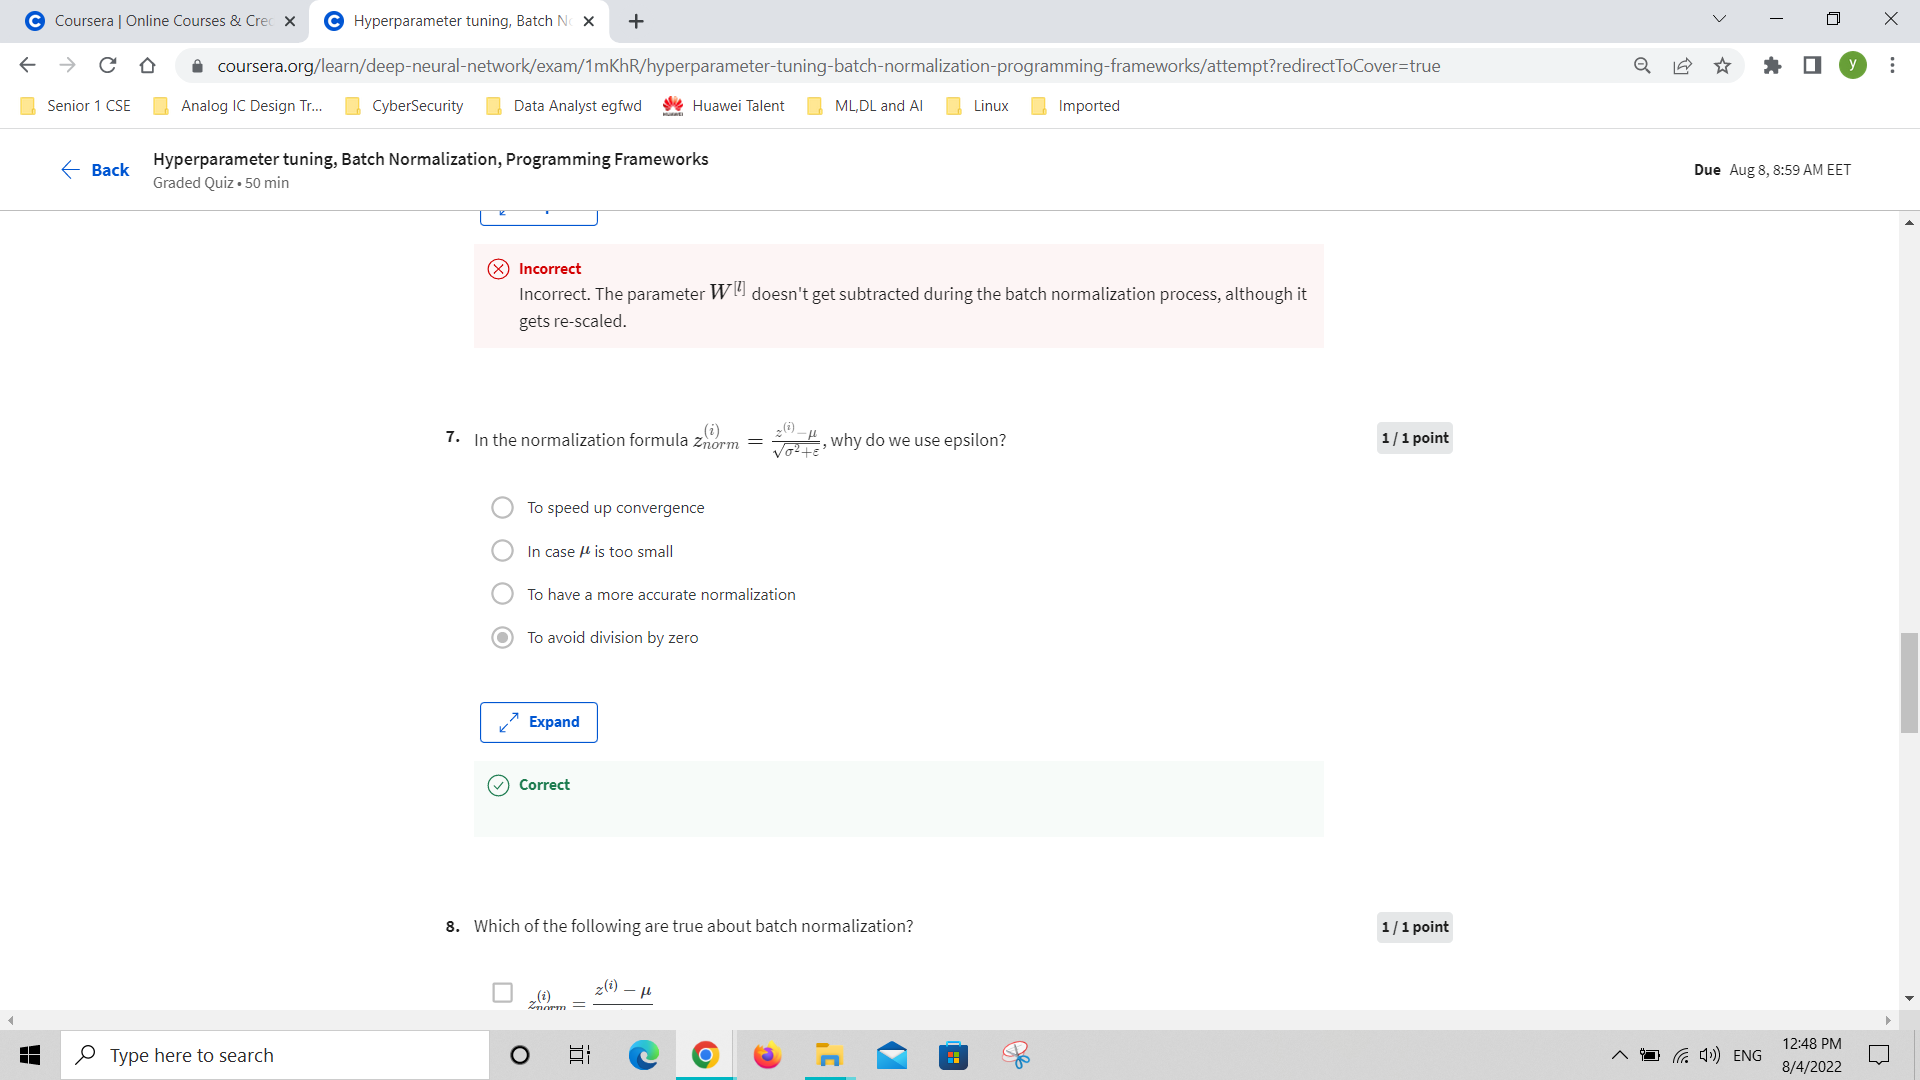 Coursera | Online Courses & Cre
Hyperparameter tuning, Batch N
coursera.org/learn/deep-neural-network/exam/1mKhR/hyperparameter-tuning-batch-normalization-programming-frameworks/attempt?redirectToCover=true
y
Senior 1 CSE
Analog IC Design Tr...
CyberSecurity
Data Analyst egfwd
Huawei Talent
ML,DL and AI
Linux
Imported
Back
Hyperparameter tuning, Batch Normalization, Programming Frameworks
Graded Quiz • 50 min
Due Aug 8, 8:59 AM EET
Incorrect
Incorrect. The parameter W^{[l]} doesn't get subtracted during the batch normalization process, although it
gets re-scaled.
7. In the normalization formula z_{norm}^{(i)} = \frac{z^{(i)}-μ}{\sqrt{σ^2+ε}}, why do we use epsilon?
1 / 1 point
To speed up convergence
In case μ is too small
To have a more accurate normalization
To avoid division by zero
Expand
Correct
8. Which of the following are true about batch normalization?
1 / 1 point
z_{norm}^{(i)} = z^{(i)} − μ
Type here to search
ENG
12:48 PM
8/4/2022